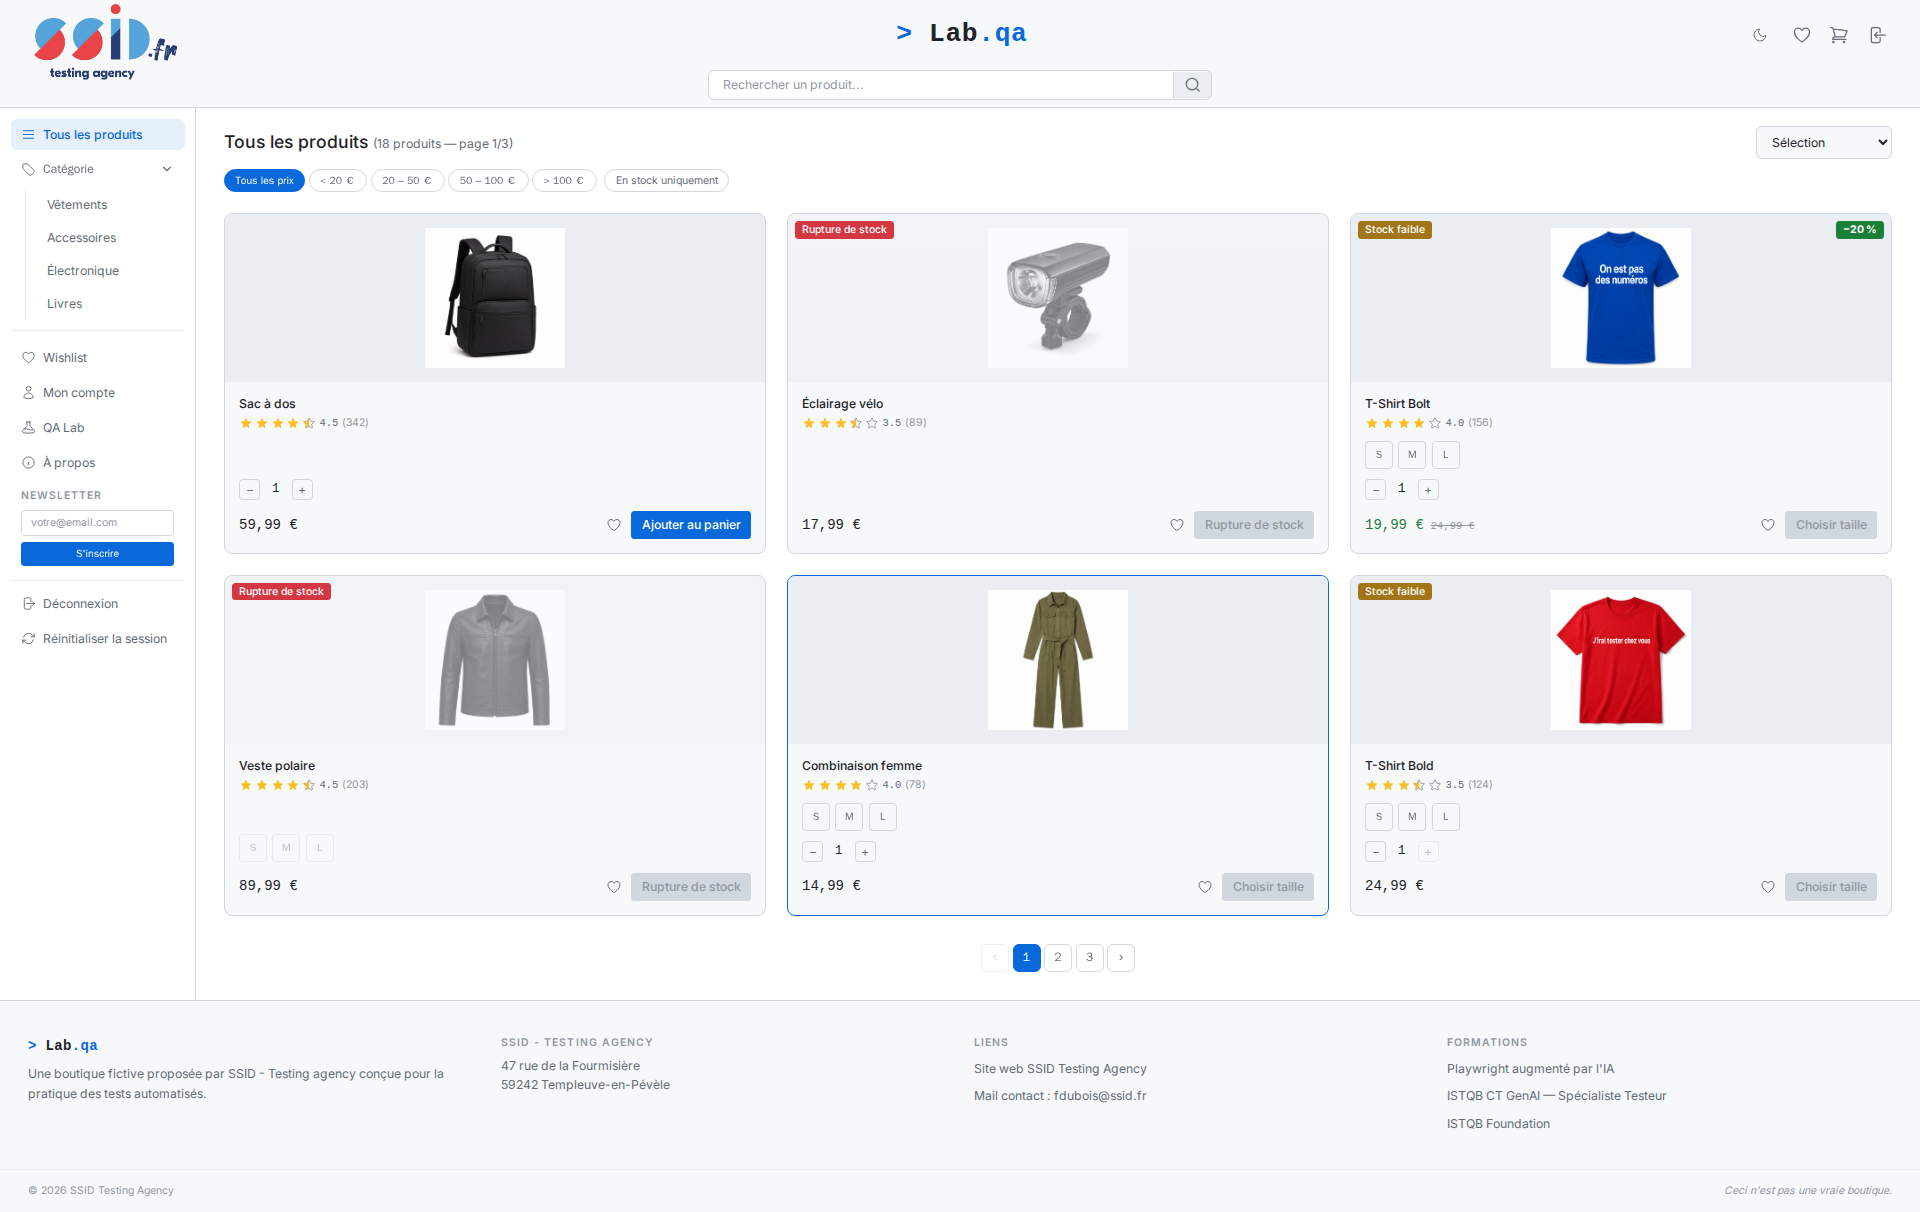 ssiD.fr
testing agency
> Lab.qa
Rechercher un produit...
Tous les produits
Catégorie
Vêtements
Accessoires
Électronique
Livres
Wishlist
Mon compte
QA Lab
À propos
NEWSLETTER
votre@email.com
S'inscrire
Déconnexion
Réinitialiser la session
Tous les produits (18 produits — page 1/3)
Sélection
Tous les prix
< 20 €
20 – 50 €
50 – 100 €
> 100 €
En stock uniquement
Sac à dos
4.5 (342)
− 1 +
59,99 €
Ajouter au panier
Rupture de stock
Éclairage vélo
3.5 (89)
17,99 €
Rupture de stock
Stock faible
−20 %
On est pas
des numéros
T-Shirt Bolt
4.0 (156)
S M L
− 1 +
19,99 € 24,99 €
Choisir taille
Rupture de stock
Veste polaire
4.5 (203)
S M L
89,99 €
Rupture de stock
Combinaison femme
4.0 (78)
S M L
− 1 +
14,99 €
Choisir taille
Stock faible
J'irai tester chez vous
T-Shirt Bold
3.5 (124)
S M L
− 1 +
24,99 €
Choisir taille
‹ 1 2 3 ›
> Lab.qa
Une boutique fictive proposée par SSID - Testing agency conçue pour la
pratique des tests automatisés.
SSID - TESTING AGENCY
47 rue de la Fourmisière
59242 Templeuve-en-Pévèle
LIENS
Site web SSID Testing Agency
Mail contact : fdubois@ssid.fr
FORMATIONS
Playwright augmenté par l'IA
ISTQB CT GenAI — Spécialiste Testeur
ISTQB Foundation
© 2026 SSID Testing Agency
Ceci n'est pas une vraie boutique.